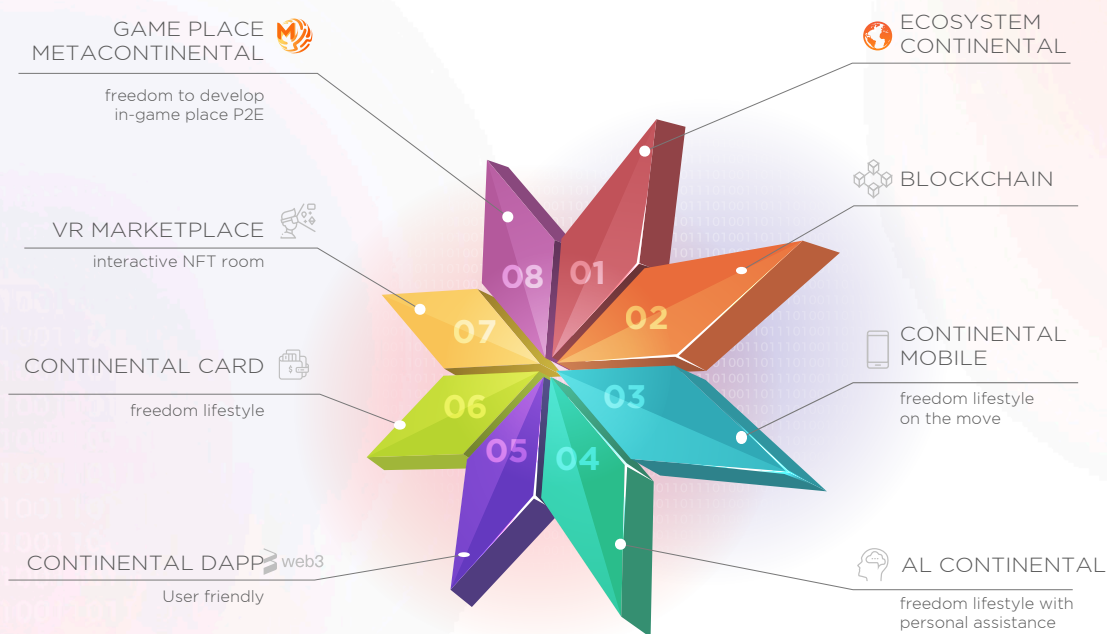 GAME PLACE
METACONTINENTAL
freedom to develop
in-game place P2E
VR MARKETPLACE
interactive NFT room
CONTINENTAL CARD
freedom lifestyle
CONTINENTAL DAPP
web3
User friendly
08
01
07
02
06
03
05
04
ECOSYSTEM
CONTINENTAL
BLOCKCHAIN
CONTINENTAL
MOBILE
freedom lifestyle
on the move
AL CONTINENTAL
freedom lifestyle with
personal assistance